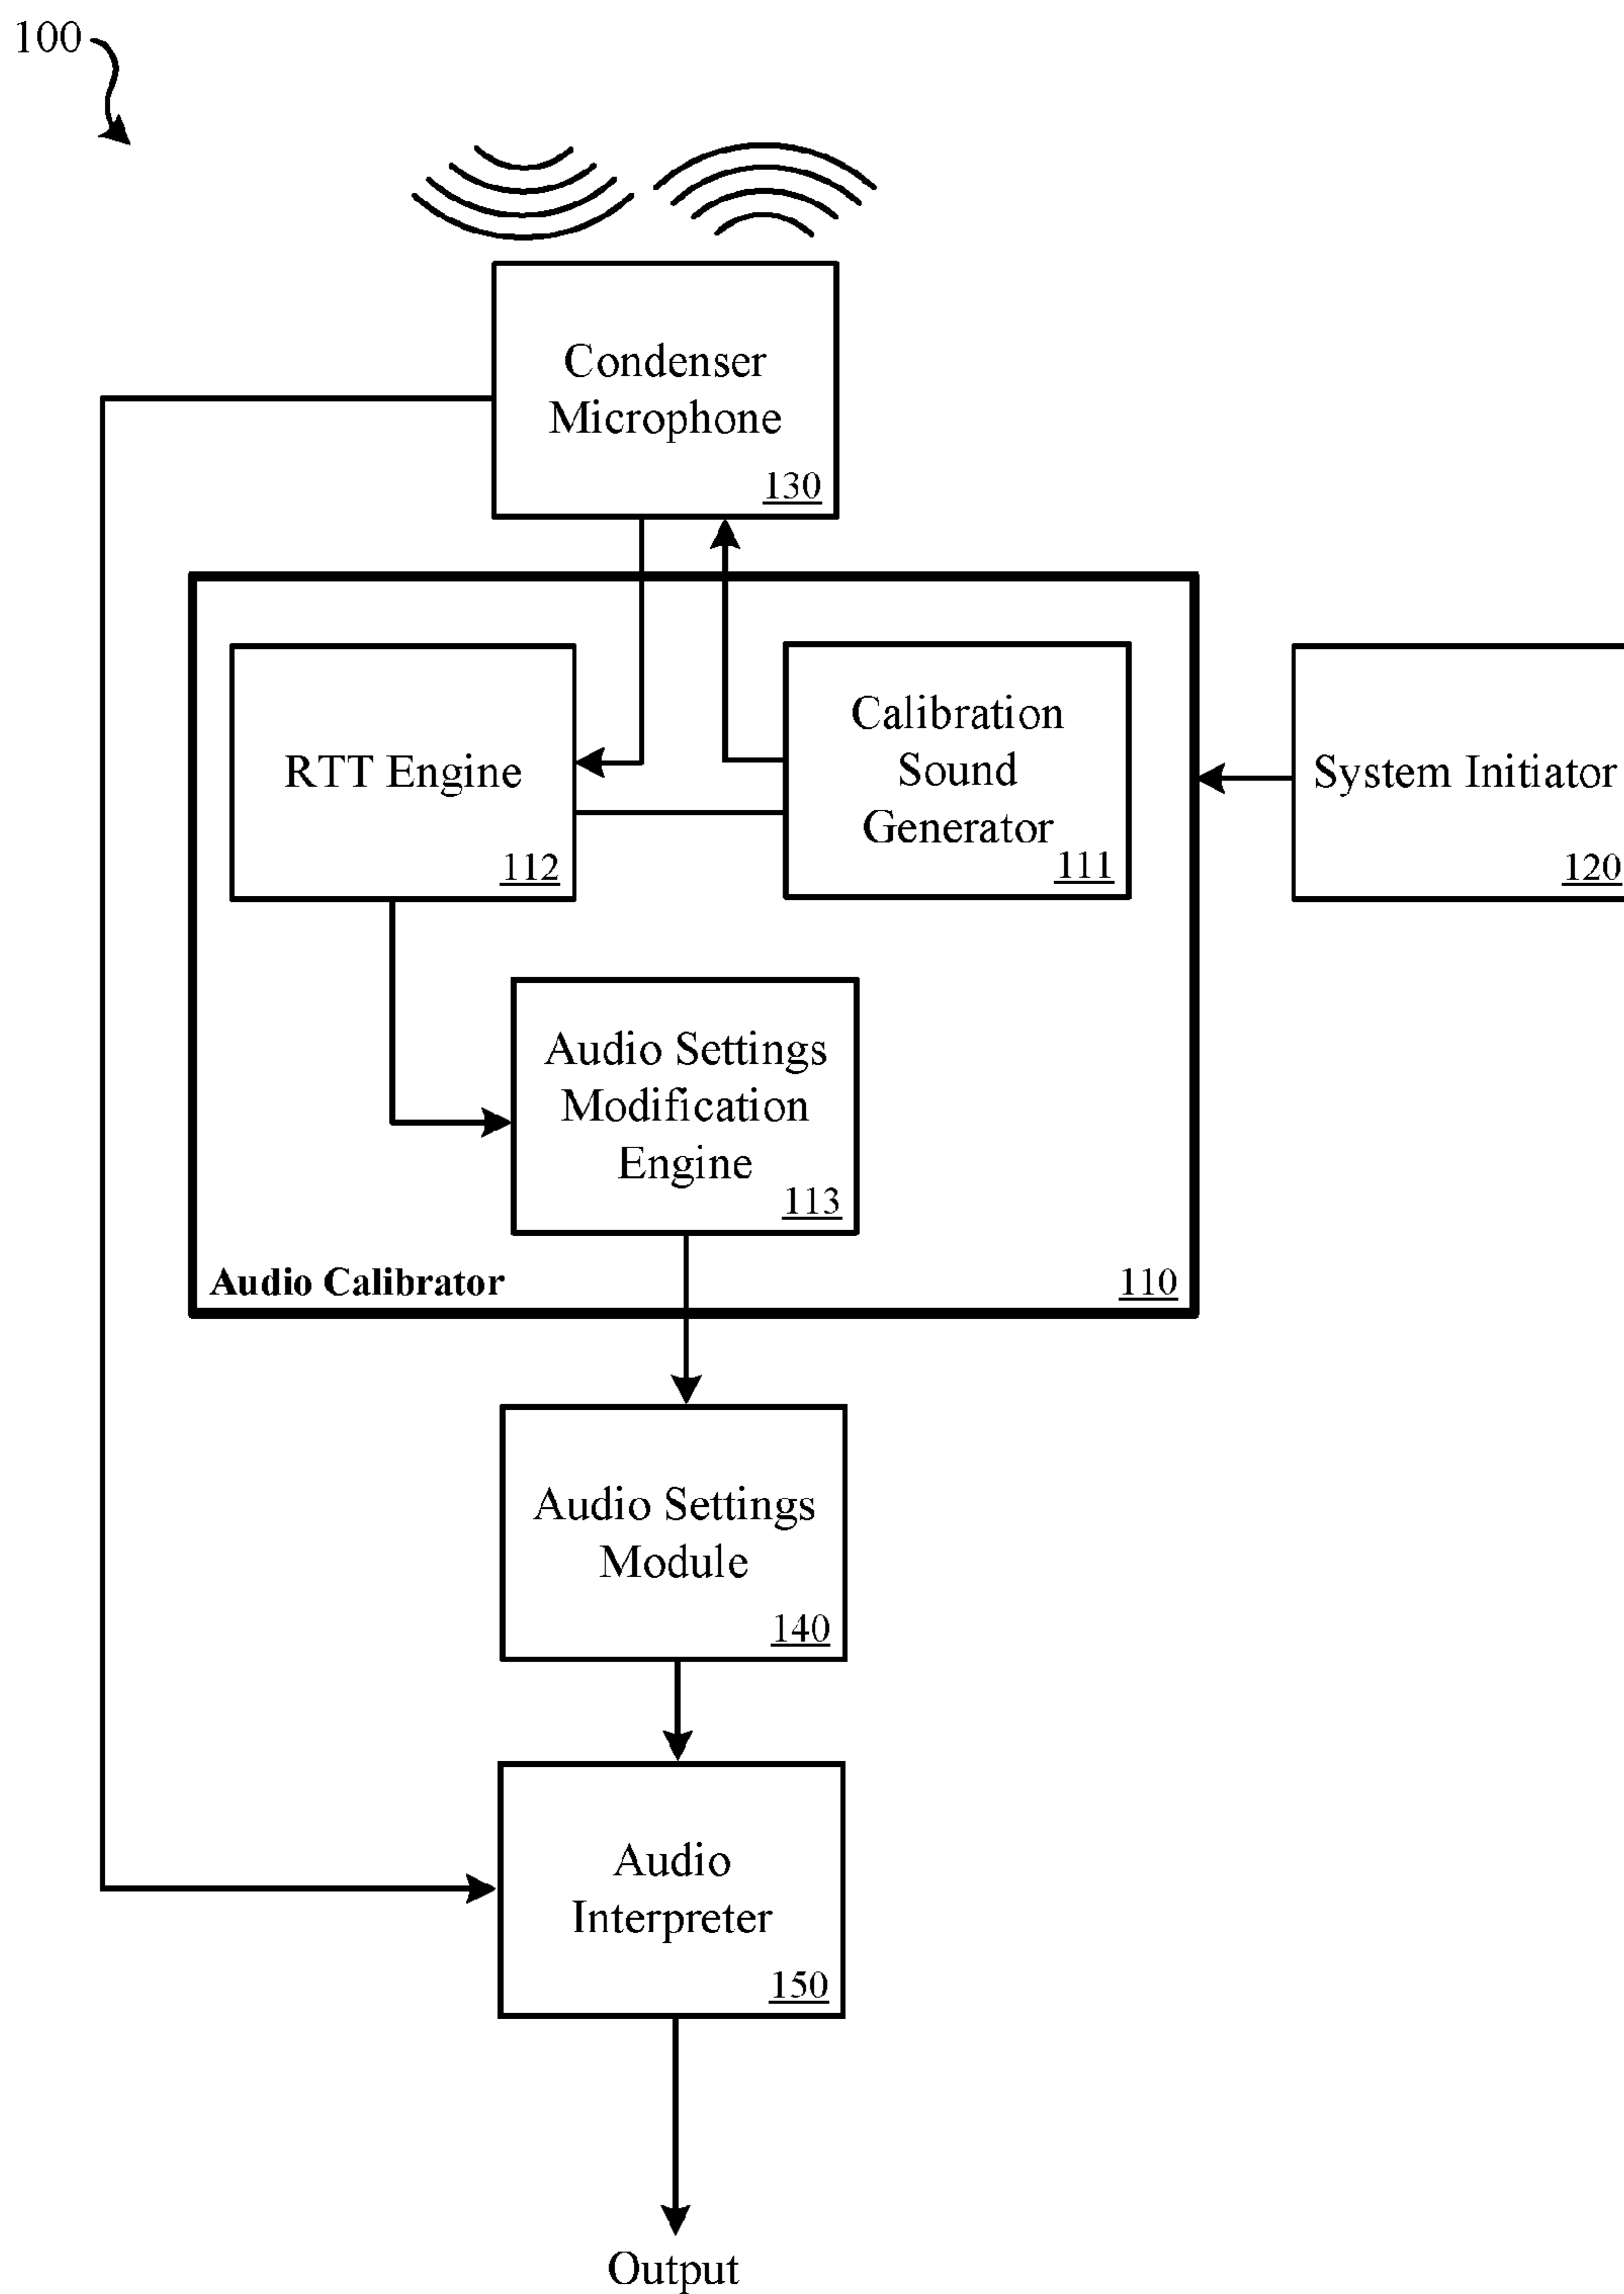 100
Condenser
Microphone
130
RTT Engine
112
Calibration
Sound
Generator
111
System Initiator
120
Audio Settings
Modification
Engine
113
Audio Calibrator
110
Audio Settings
Module
140
Audio
Interpreter
150
Output